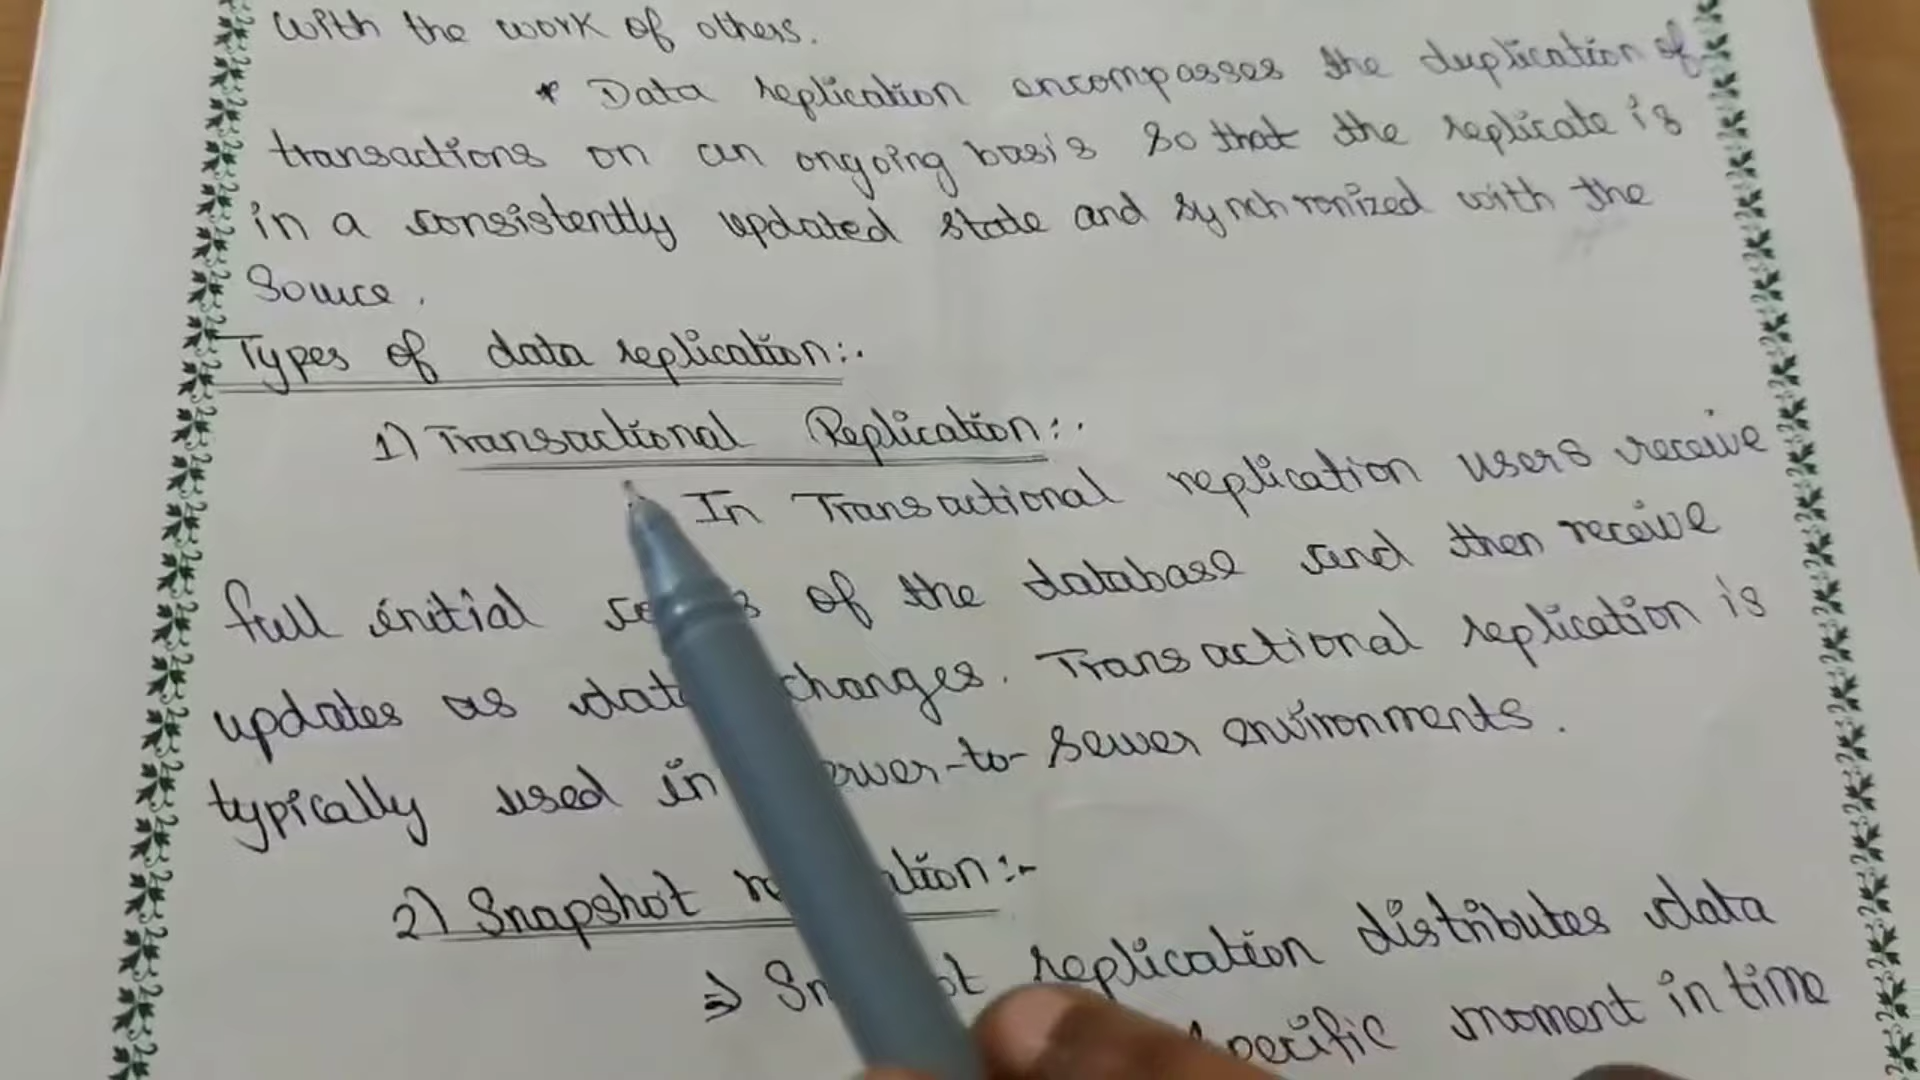 with the work of others.
* Data replication encompasses the duplication of
transactions on an ongoing basis so that the replicate is
in a consistently updated state and synchronized with the
Source.
Types of data replication:-
1) Transactional Replication:-
In Transactional replication users receive
full initial of the database and then receive
updates as changes. Transactional replication is
typically used in -to-server environments.
2) Snapshot :-
⇒ replication distributes data
specific moment in time